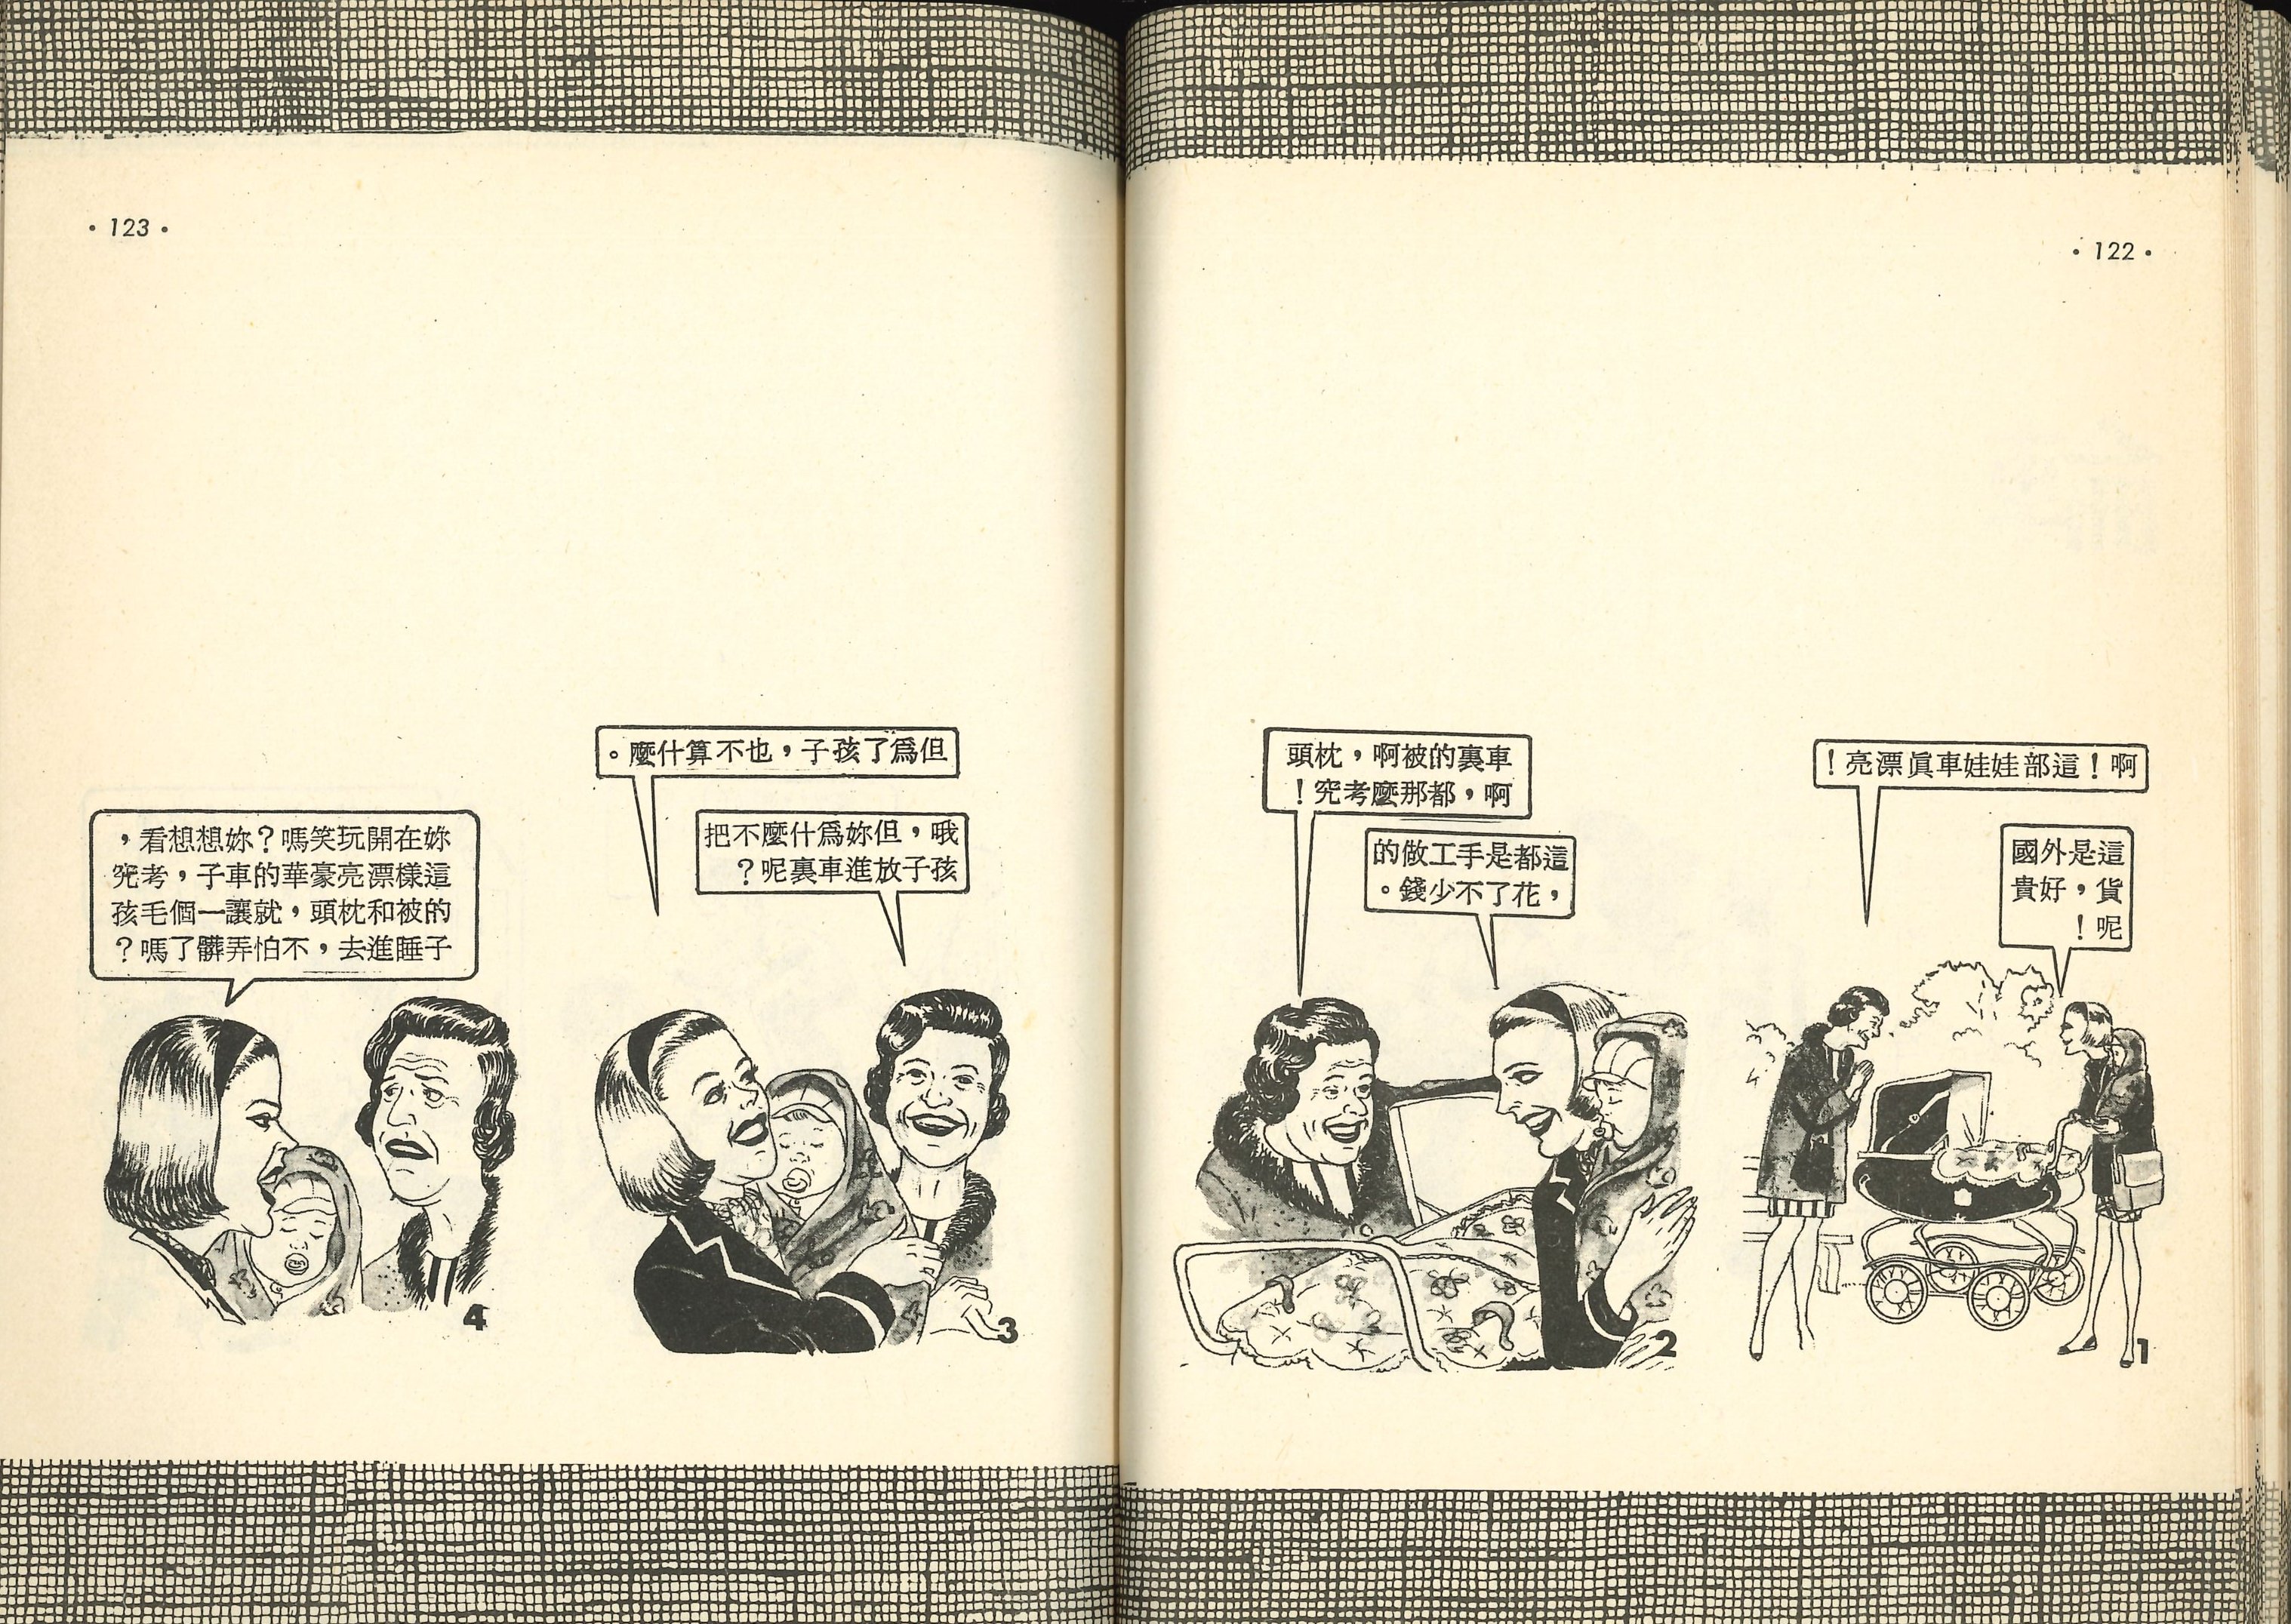 ·122·
啊!這部娃娃車眞漂亮!
這是外國
貨,好貴
呢!
車裏的被啊,枕頭
啊,都那麼考究!
這都是手工做的
,花了不少錢。
·123·
但爲了孩子,也不算什麼。
哦,但妳爲什麼不把
孩子放進車裏呢?
妳在開玩笑嗎?妳想想看,
這樣漂亮豪華的車子,考究
的被和枕頭,就讓一個毛孩
子睡進去,不怕弄髒了嗎?
1
2
3
4